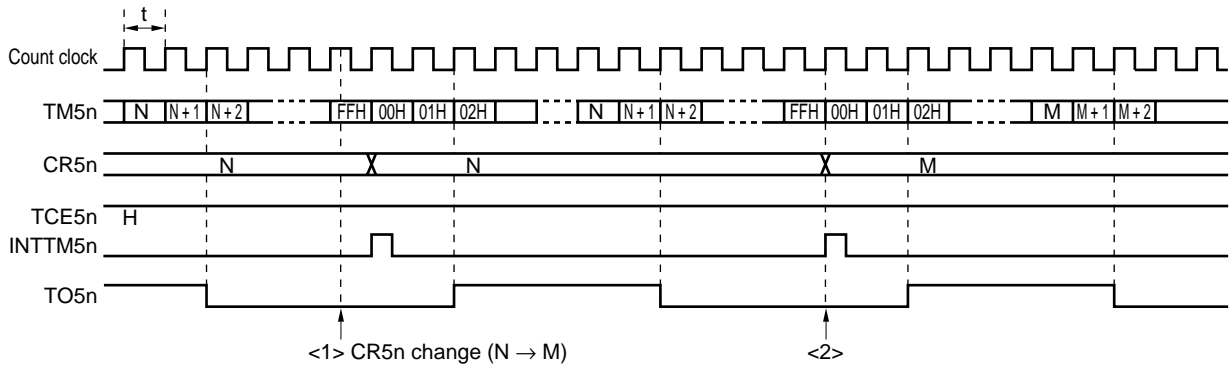 t
Count clock
TM5n N N + 1 N + 2 FFH 00H 01H 02H N N + 1 N + 2 FFH 00H 01H 02H M M + 1 M + 2
CR5n N N M
TCE5n H
INTTM5n
TO5n
<1> CR5n change (N → M) <2>